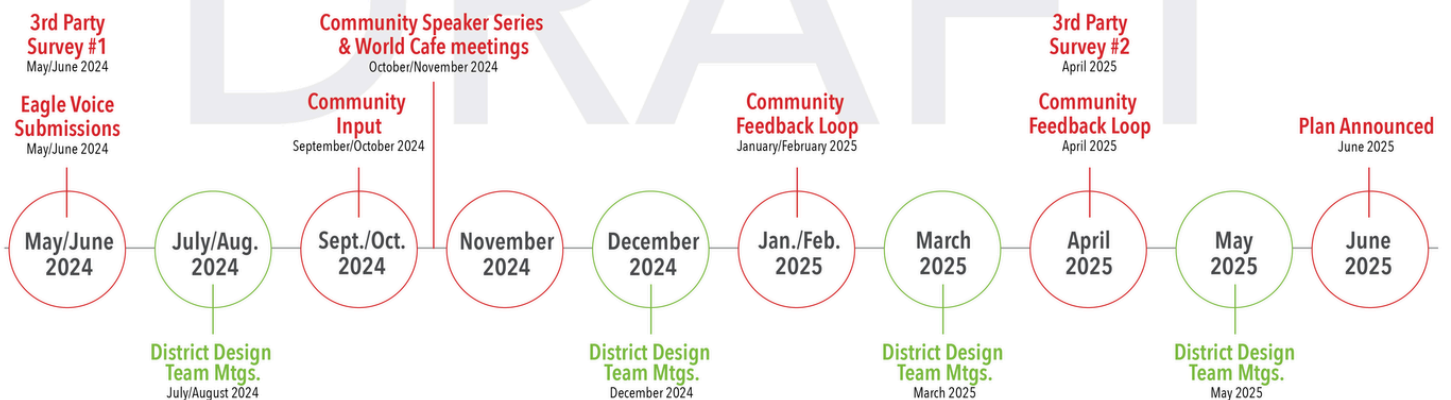 DRAFT
3rd Party
Survey #1
May/June 2024
Eagle Voice
Submissions
May/June 2024
Community Speaker Series
& World Cafe meetings
October/November 2024
Community
Input
September/October 2024
Community
Feedback Loop
January/February 2025
3rd Party
Survey #2
April 2025
Community
Feedback Loop
April 2025
Plan Announced
June 2025
May/June
2024
July/Aug.
2024
Sept./Oct.
2024
November
2024
December
2024
Jan./Feb.
2025
March
2025
April
2025
May
2025
June
2025
District Design
Team Mtgs.
July/August 2024
District Design
Team Mtgs.
December 2024
District Design
Team Mtgs.
March 2025
District Design
Team Mtgs.
May 2025